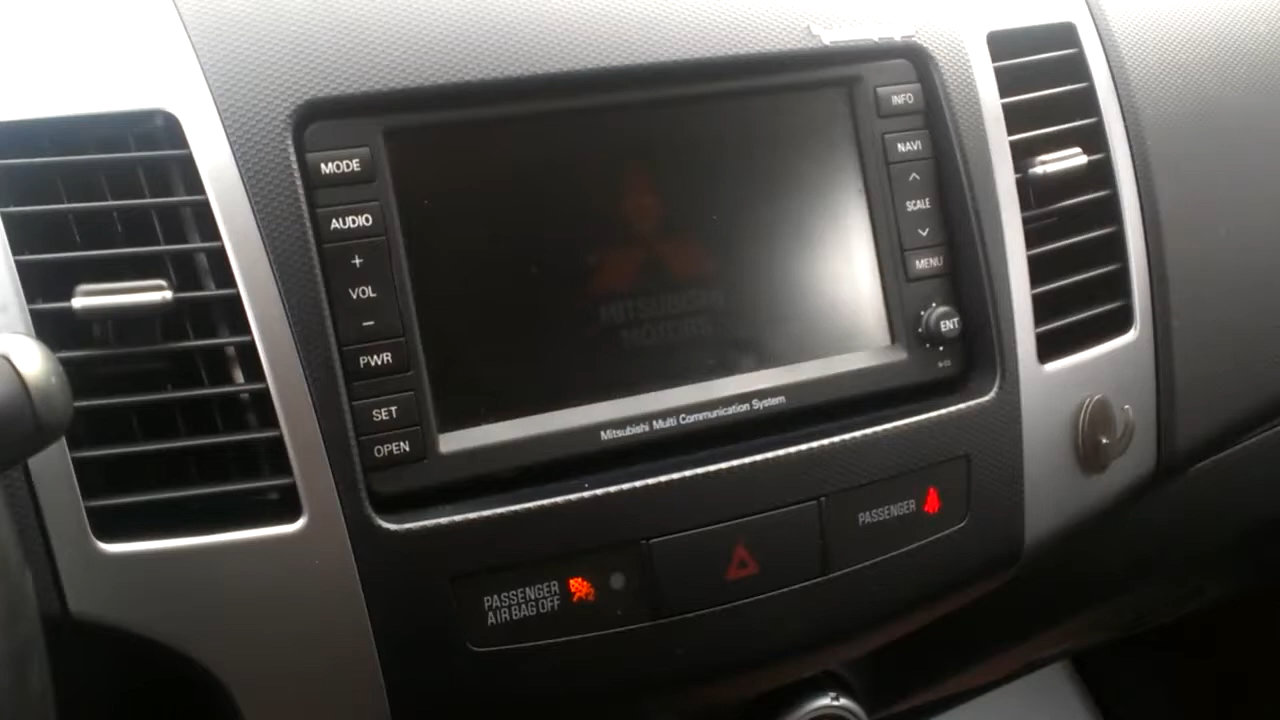 MODE
AUDIO
+
VOL
−
PWR
SET
OPEN
MITSUBISHI
MOTORS
INFO
NAVI
SCALE
MENU
ENT
Mitsubishi Multi Communication System
PASSENGER
AIR BAG OFF
PASSENGER